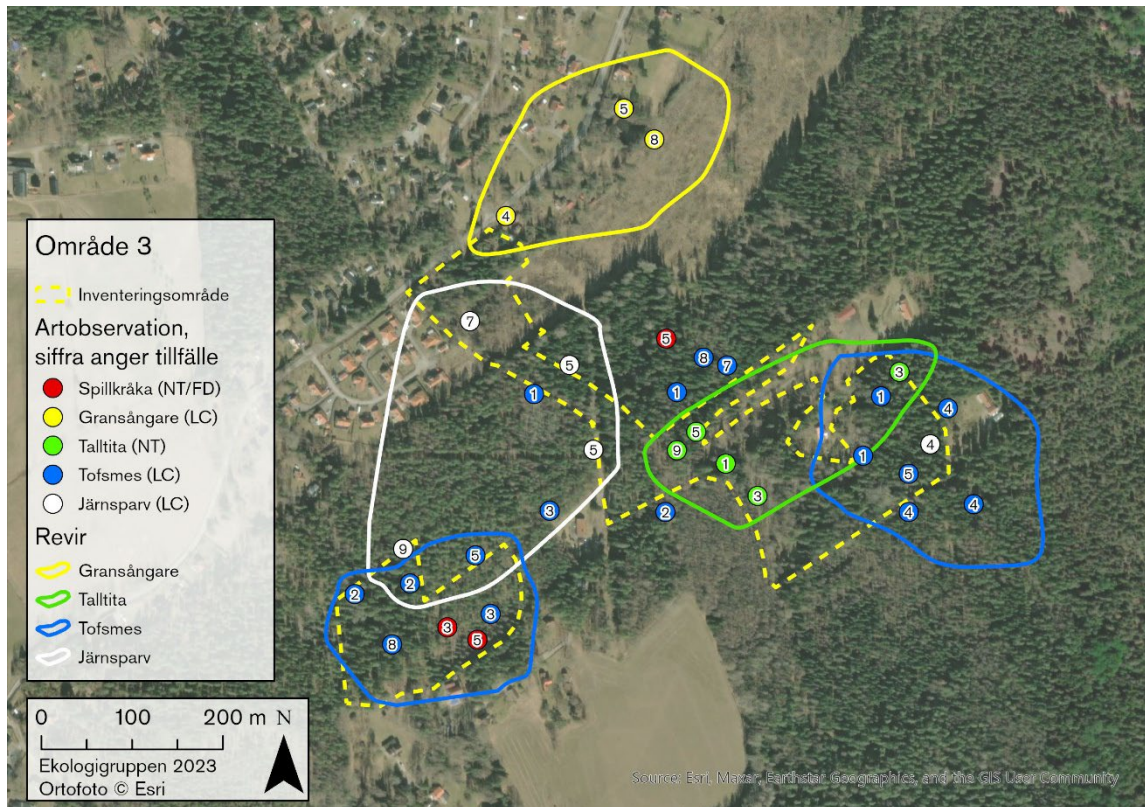 5
8
4
7
5
5
8
7
1
1
3
1
4
5
5
9
1
4
1
5
3
4
4
3
2
9
5
2
2
3
3
5
8
Område 3
Inventeringsområde
Artobservation,
siffra anger tillfälle
Spillkråka (NT/FD)
Gransångare (LC)
Talltita (NT)
Tofsmes (LC)
Järnsparv (LC)
Revir
Gransångare
Talltita
Tofsmes
Järnsparv
0 100 200 m N
Ekologigruppen 2023
Ortofoto © Esri
Source: Esri, Maxar, Earthstar Geographics, and the GIS User Community